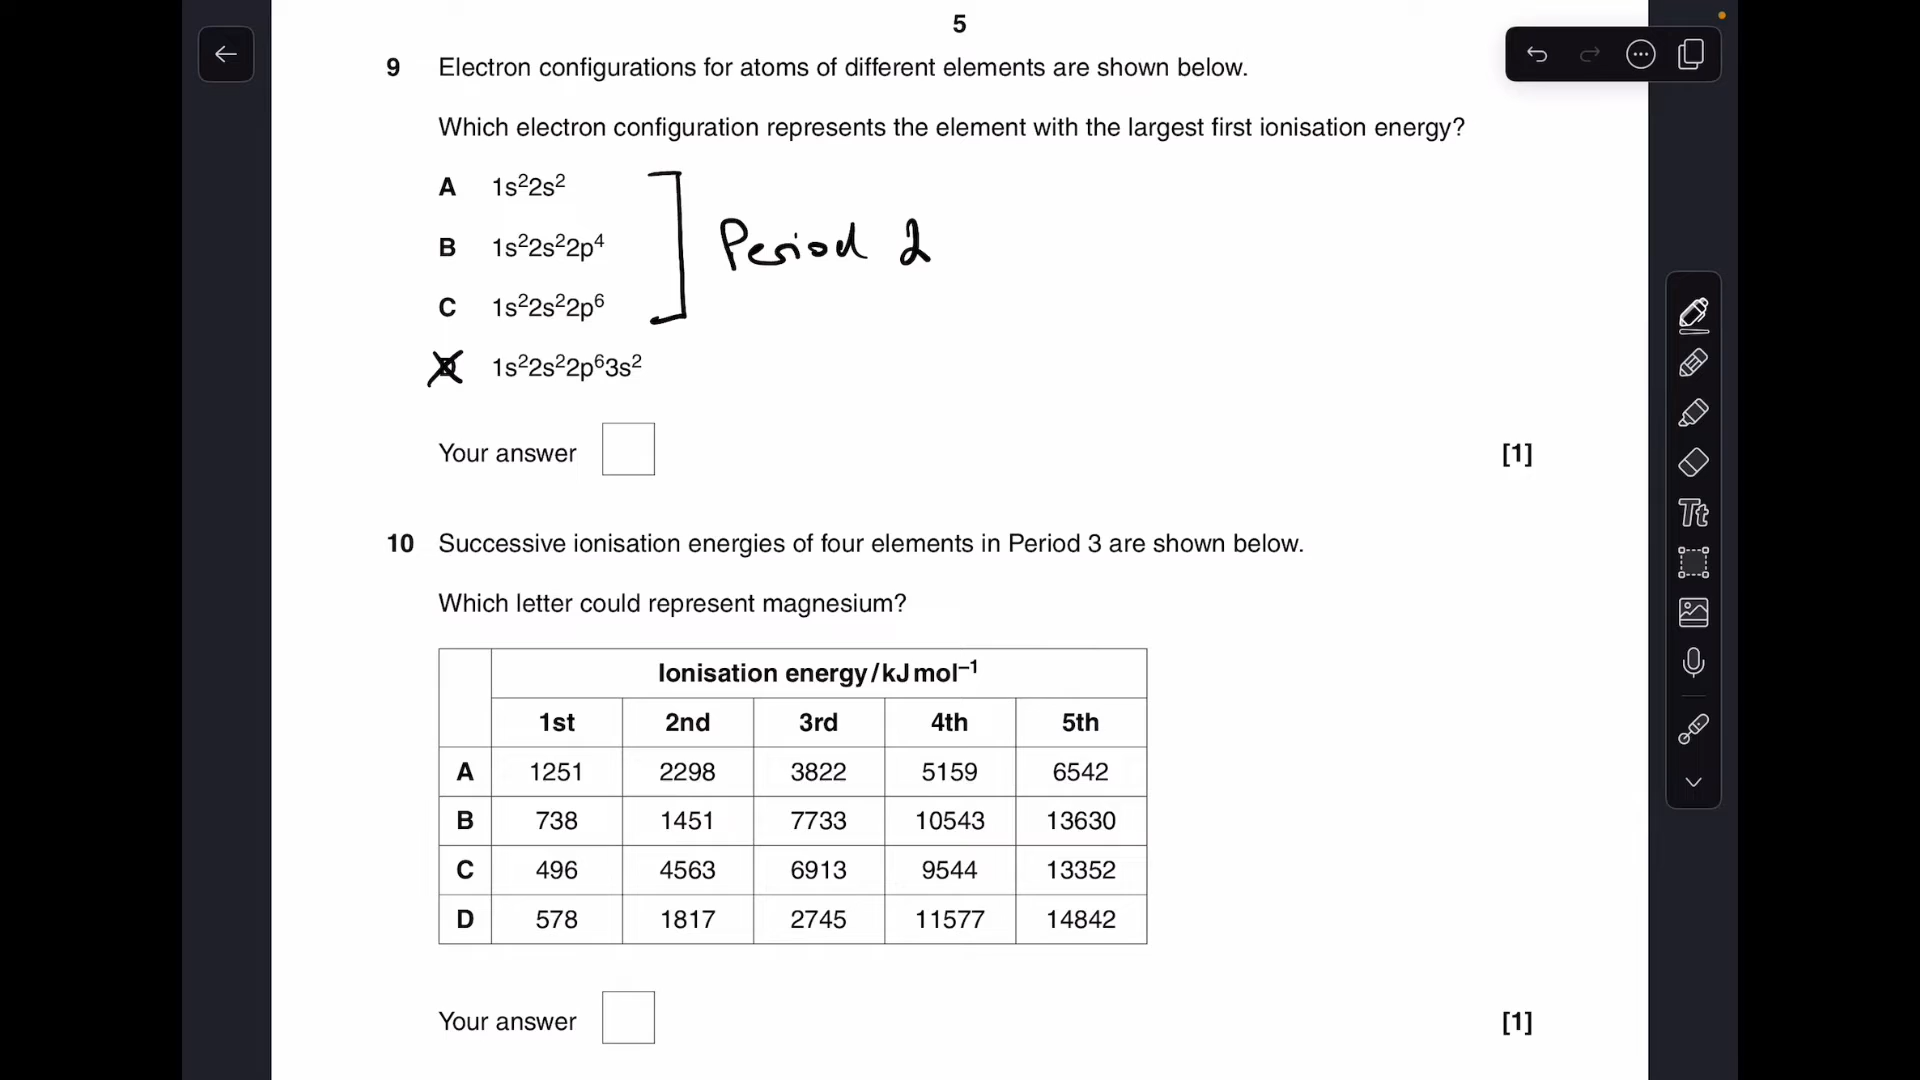 5
9 Electron configurations for atoms of different elements are shown below.
Which electron configuration represents the element with the largest first ionisation energy?
A 1s²2s²
B 1s²2s²2p⁴
C 1s²2s²2p⁶
Period 2
D 1s²2s²2p⁶3s²
Your answer
[1]
10 Successive ionisation energies of four elements in Period 3 are shown below.
Which letter could represent magnesium?
Ionisation energy/kJ mol⁻¹
1st 2nd 3rd 4th 5th
A 1251 2298 3822 5159 6542
B 738 1451 7733 10543 13630
C 496 4563 6913 9544 13352
D 578 1817 2745 11577 14842
Your answer
[1]
Tt